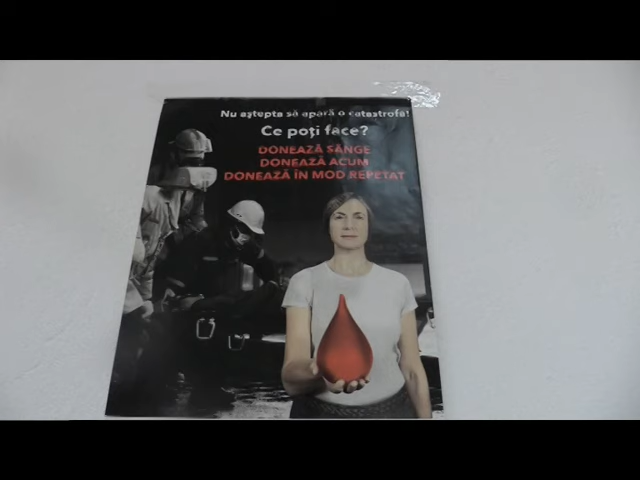 Nu aștepta să apară o catastrofă!
Ce poți face?
DONEAZĂ SÂNGE
DONEAZĂ ACUM
DONEAZĂ ÎN MOD REPETAT